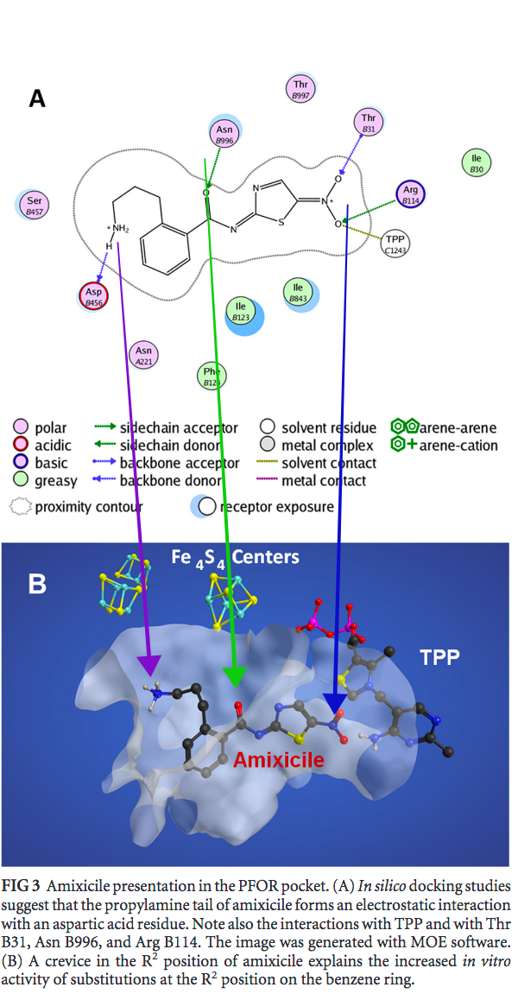 A
Thr
B997
Asn
B996
Thr
B31
Ile
B30
Ser
B457
Arg
B114
O
O
N
N+
+NH2
H
S
N
O
TPP
C1243
Asp
B456
Ile
B843
Ile
B123
Asn
A221
Phe
polar
sidechain acceptor
solvent residue
arene-arene
acidic
sidechain donor
metal complex
arene-cation
basic
backbone acceptor
solvent contact
greasy
backbone donor
metal contact
proximity contour
receptor exposure
Fe4S4 Centers
B
TPP
Amixicile
FIG 3 Amixicile presentation in the PFOR pocket. (A) In silico docking studies
suggest that the propylamine tail of amixicile forms an electrostatic interaction
with an aspartic acid residue. Note also the interactions with TPP and with Thr
B31, Asn B996, and Arg B114. The image was generated with MOE software.
(B) A crevice in the R2 position of amixicile explains the increased in vitro
activity of substitutions at the R2 position on the benzene ring.